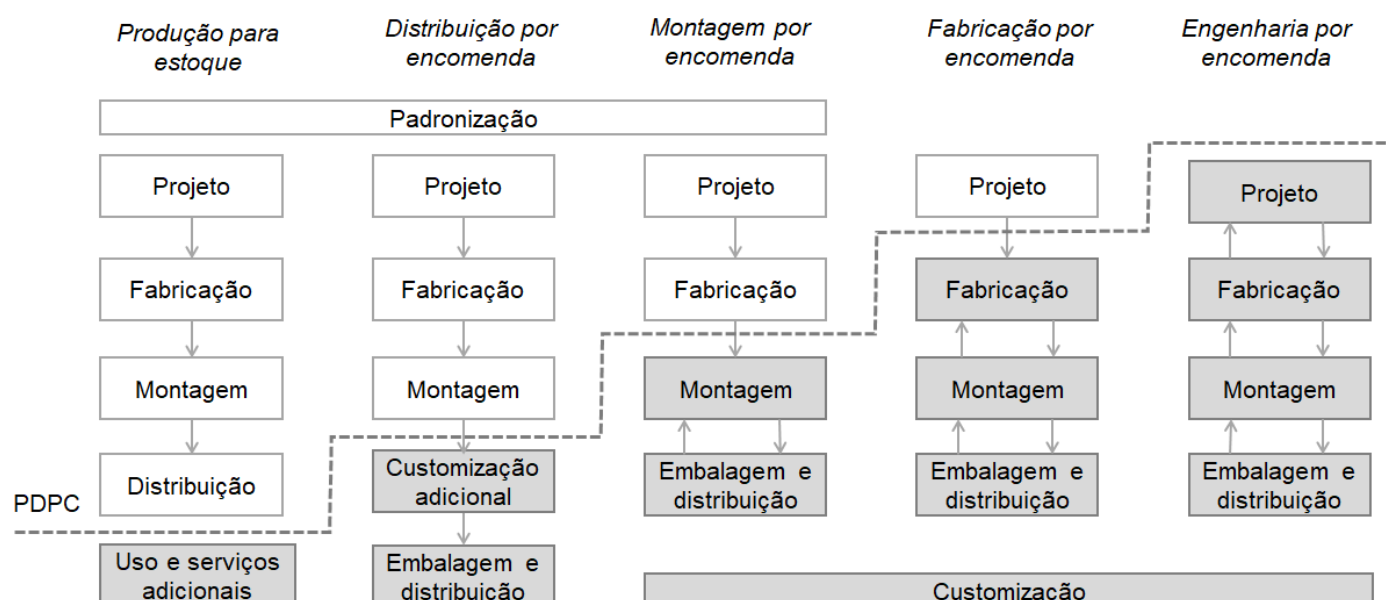 Produção para
estoque
Distribuição por
encomenda
Montagem por
encomenda
Fabricação por
encomenda
Engenharia por
encomenda
Padronização
Projeto
Projeto
Projeto
Projeto
Projeto
Fabricação
Fabricação
Fabricação
Fabricação
Fabricação
Montagem
Montagem
Montagem
Montagem
Montagem
Distribuição
Customização
adicional
Embalagem e
distribuição
Embalagem e
distribuição
Embalagem e
distribuição
PDPC
Uso e serviços
adicionais
Embalagem e
distribuição
Customização